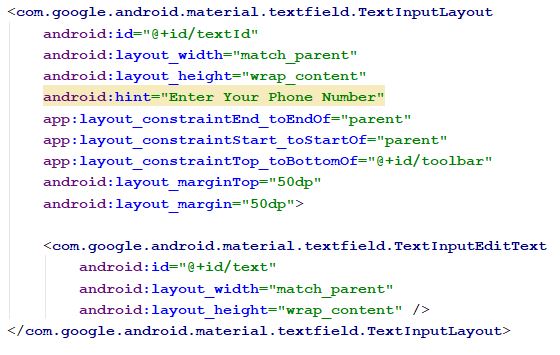 <com.google.android.material.textfield.TextInputLayout
    android:id="@+id/textId"
    android:layout_width="match_parent"
    android:layout_height="wrap_content"
    android:hint="Enter Your Phone Number"
    app:layout_constraintEnd_toEndOf="parent"
    app:layout_constraintStart_toStartOf="parent"
    app:layout_constraintTop_toBottomOf="@+id/toolbar"
    android:layout_marginTop="50dp"
    android:layout_margin="50dp">

    <com.google.android.material.textfield.TextInputEditText
        android:id="@+id/text"
        android:layout_width="match_parent"
        android:layout_height="wrap_content" />
</com.google.android.material.textfield.TextInputLayout>